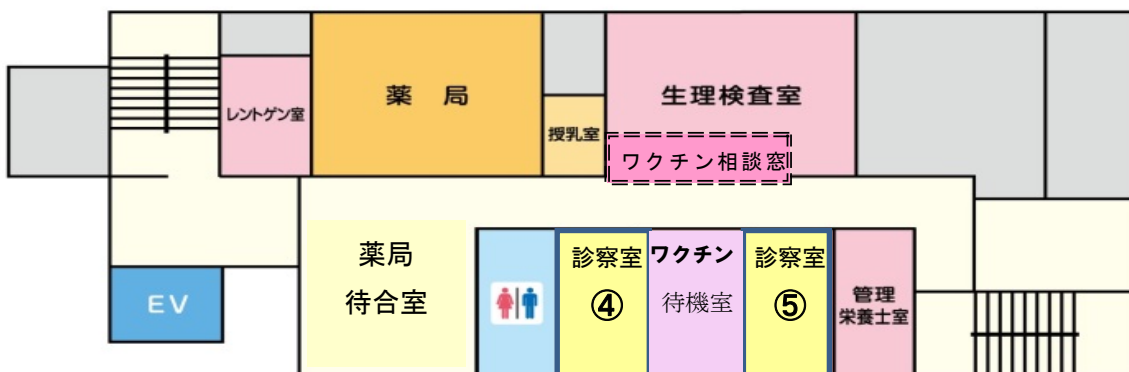 レントゲン室
薬 局
授乳室
生理検査室
ワクチン相談窓
EV
薬局
待合室
診察室
④
ワクチン
待機室
診察室
⑤
管理
栄養士室